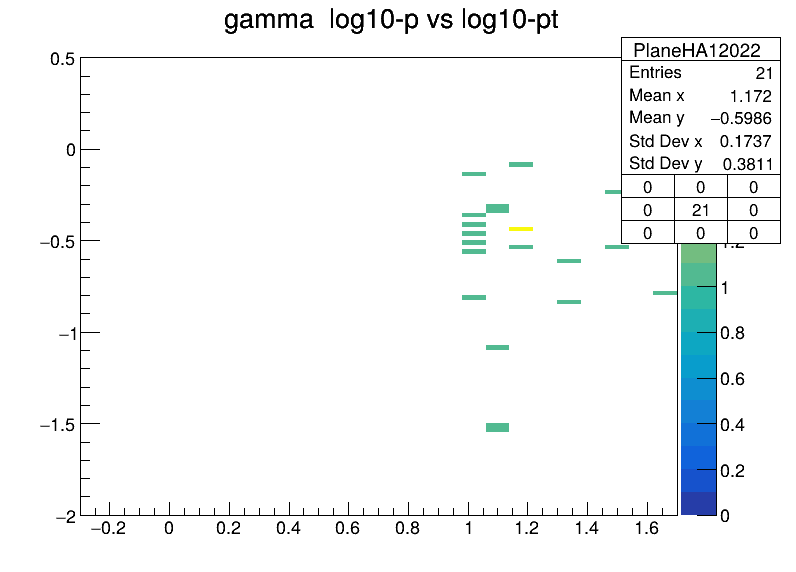 gamma  log10-p vs log10-pt
PlaneHA12022
Entries 21
Mean x 1.172
Mean y −0.5986
Std Dev x 0.1737
Std Dev y 0.3811
0 0 0
0 21 0
0 0 0
0.5
0
−0.5
−1
−1.5
−2
−0.2 0 0.2 0.4 0.6 0.8 1 1.2 1.4 1.6
1.2
1
0.8
0.6
0.4
0.2
0